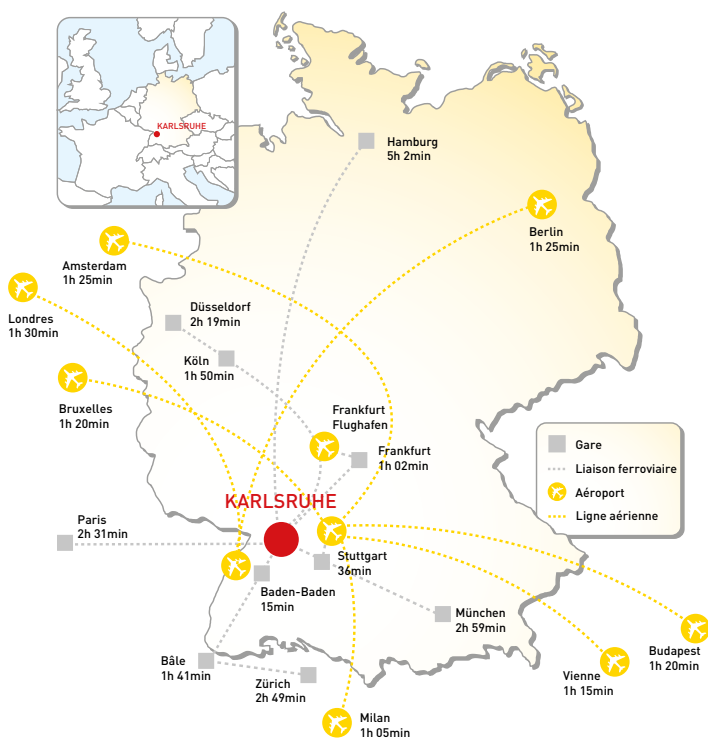 KARLSRUHE
Hamburg
5h 2min
Berlin
1h 25min
Amsterdam
1h 25min
Londres
1h 30min
Düsseldorf
2h 19min
Köln
1h 50min
Bruxelles
1h 20min
Frankfurt
Flughafen
Frankfurt
1h 02min
Gare
Liaison ferroviaire
Aéroport
Ligne aérienne
KARLSRUHE
Paris
2h 31min
Stuttgart
36min
Baden-Baden
15min
München
2h 59min
Budapest
1h 20min
Bâle
1h 41min
Zürich
2h 49min
Vienne
1h 15min
Milan
1h 05min